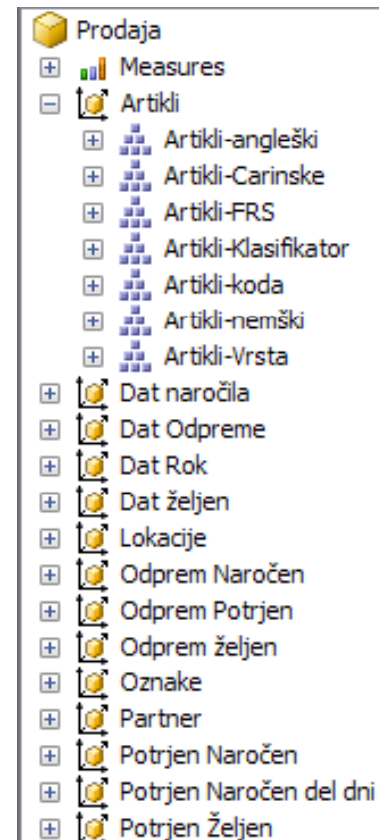 Prodaja
Measures
Artikli
Artikli-angleški
Artikli-Carinske
Artikli-FRS
Artikli-Klasifikator
Artikli-koda
Artikli-nemški
Artikli-Vrsta
Dat naročila
Dat Odpreme
Dat Rok
Dat željen
Lokacije
Odprem Naročen
Odprem Potrjen
Odprem željen
Oznake
Partner
Potrjen Naročen
Potrjen Naročen del dni
Potrjen Željen